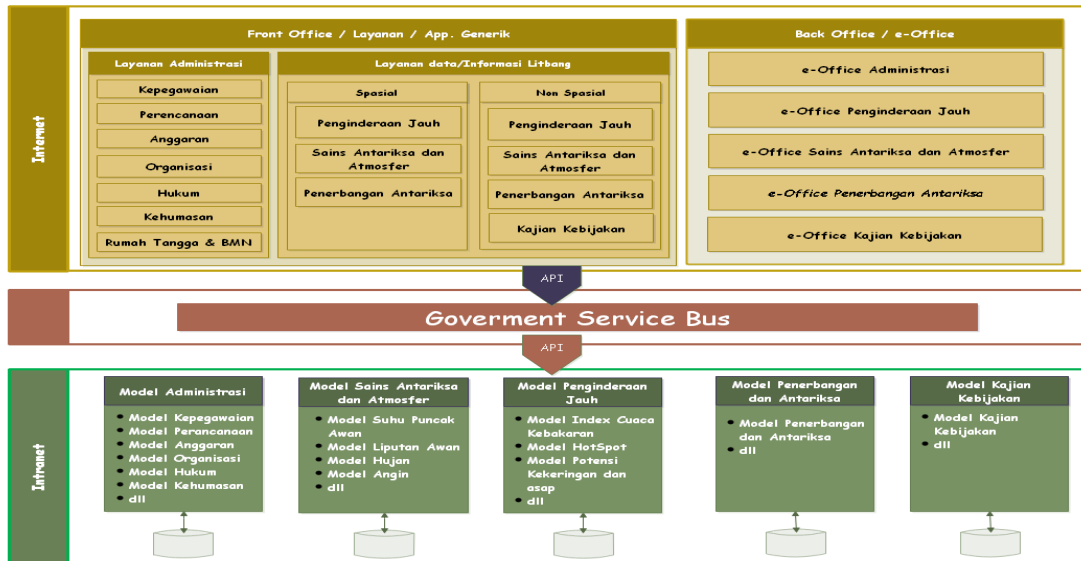 Internet
Front Office / Layanan / App. Generik
Layanan Administrasi
Kepegawaian
Perencanaan
Anggaran
Organisasi
Hukum
Kehumasan
Rumah Tangga & BMN
Layanan data/Informasi Litbang
Spasial
Penginderaan Jauh
Sains Antariksa dan
Atmosfer
Penerbangan Antariksa
Non Spasial
Penginderaan Jauh
Sains Antariksa dan
Atmosfer
Penerbangan Antariksa
Kajian Kebijakan
Back Office / e-Office
e-Office Administrasi
e-Office Penginderaan Jauh
e-Office Sains Antariksa dan Atmosfer
e-Office Penerbangan Antariksa
e-Office Kajian Kebijakan
API
Goverment Service Bus
API
Intranet
Model Administrasi
Model Kepegawaian
Model Perancanaan
Model Anggaran
Model Organisasi
Model Hukum
Model Kehumasan
dll
Model Sains Antariksa
dan Atmosfer
Model Suhu Puncak
Awan
Model Liputan Awan
Model Hujan
Model Angin
dll
Model Penginderaan
Jauh
Model Index Cuaca
Kebakaran
Model HotSpot
Model Potensi
Kekeringan dan
asap
dll
Model Penerbangan
dan Antariksa
Model Penerbangan
dan Antariksa
dll
Model Kajian
Kebijakan
Model Kajian
Kebijakan
dll